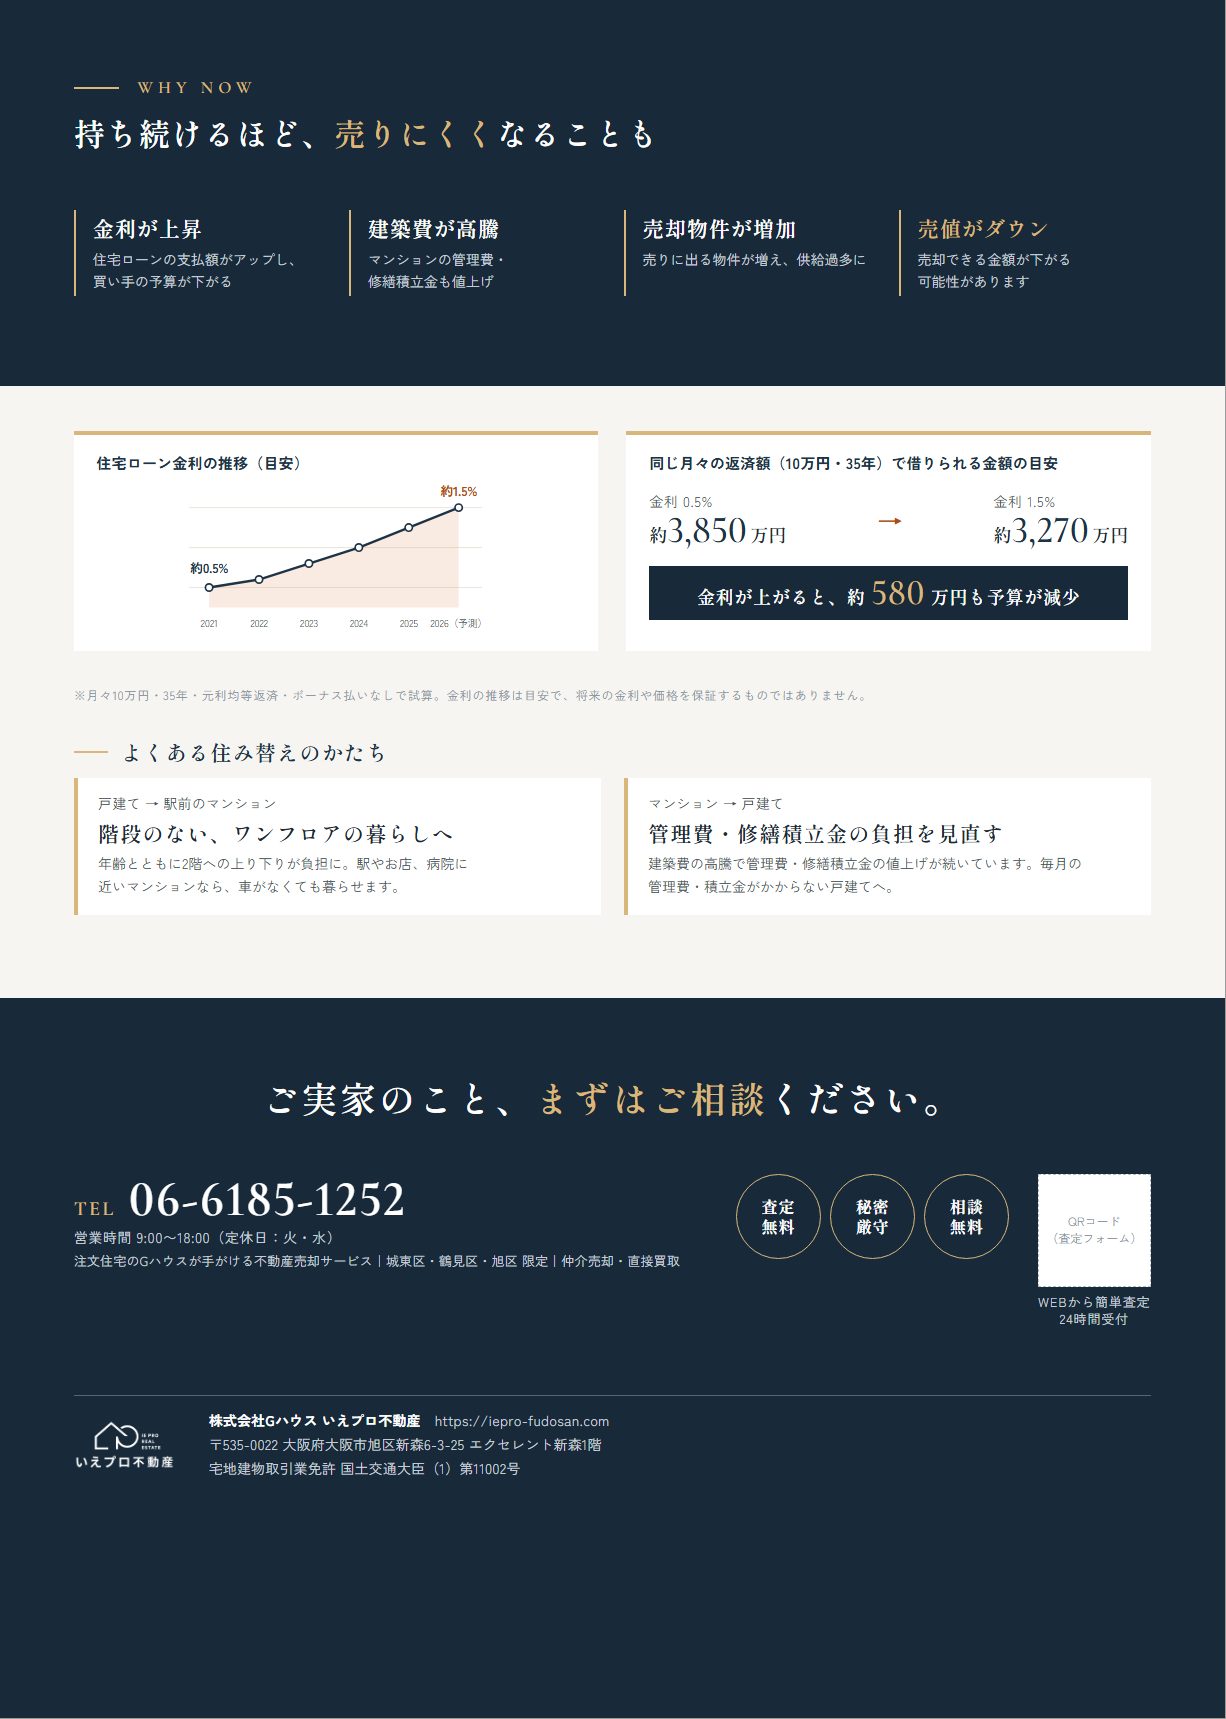 WHY NOW
持ち続けるほど、売りにくくなることも
金利が上昇
住宅ローンの支払額がアップし、
買い手の予算が下がる
建築費が高騰
マンションの管理費・
修繕積立金も値上げ
売却物件が増加
売りに出る物件が増え、供給過多に
売値がダウン
売却できる金額が下がる
可能性があります
住宅ローン金利の推移（目安）
約1.5%
約0.5%
2021 2022 2023 2024 2025 2026（予測）
同じ月々の返済額（10万円・35年）で借りられる金額の目安
金利 0.5%
約3,850万円
→
金利 1.5%
約3,270万円
金利が上がると、約 580 万円も予算が減少
※月々10万円・35年・元利均等返済・ボーナス払いなしで試算。金利の推移は目安で、将来の金利や価格を保証するものではありません。
よくある住み替えのかたち
戸建て → 駅前のマンション
階段のない、ワンフロアの暮らしへ
年齢とともに2階への上り下りが負担に。駅やお店、病院に
近いマンションなら、車がなくても暮らせます。
マンション → 戸建て
管理費・修繕積立金の負担を見直す
建築費の高騰で管理費・修繕積立金の値上げが続いています。毎月の
管理費・積立金がかからない戸建てへ。
ご実家のこと、まずはご相談ください。
TEL 06-6185-1252
営業時間 9:00〜18:00（定休日：火・水）
注文住宅のGハウスが手がける不動産売却サービス｜城東区・鶴見区・旭区 限定｜仲介売却・直接買取
査定
無料
秘密
厳守
相談
無料
QRコード
（査定フォーム）
WEBから簡単査定
24時間受付
IE PRO
REAL
ESTATE
いえプロ不動産
株式会社Gハウス いえプロ不動産 https://iepro-fudosan.com
〒535-0022 大阪府大阪市旭区新森6-3-25 エクセレント新森1階
宅地建物取引業免許 国土交通大臣（1）第11002号